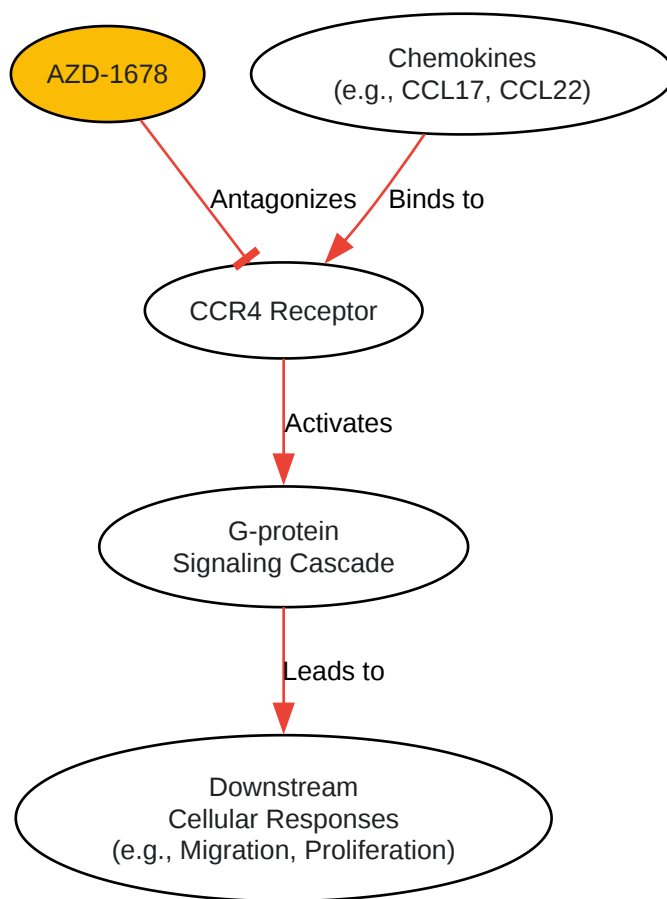 AZD-1678
Chemokines
(e.g., CCL17, CCL22)
Antagonizes
Binds to
CCR4 Receptor
Activates
G-protein
Signaling Cascade
Leads to
Downstream
Cellular Responses
(e.g., Migration, Proliferation)